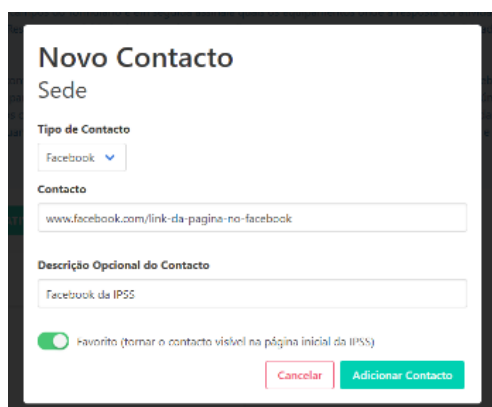 Novo Contacto
Sede
Tipo de Contacto
Facebook
Contacto
www.facebook.com/link-da-pagina-no-facebook
Descrição Opcional do Contacto
Facebook da IPSS
Favorito (tornar o contacto visível na página inicial da IPSS)
Cancelar
Adicionar Contacto